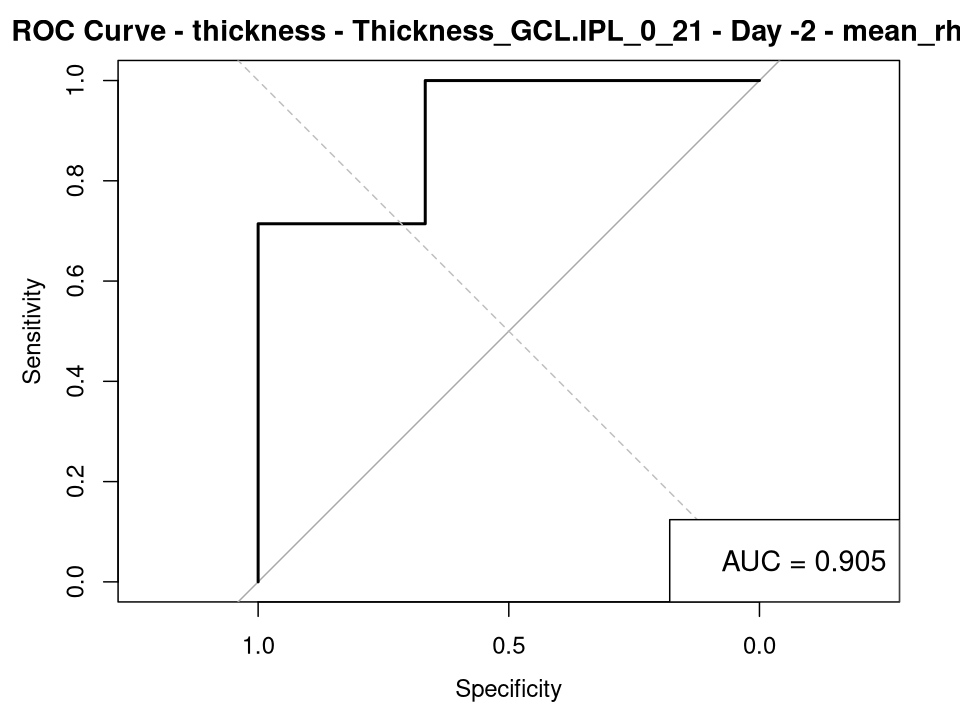 ROC Curve - thickness - Thickness_GCL.IPL_0_21 - Day -2 - mean_rh
1.0
0.8
0.6
0.4
0.2
0.0
Sensitivity
AUC = 0.905
1.0 0.5 0.0
Specificity